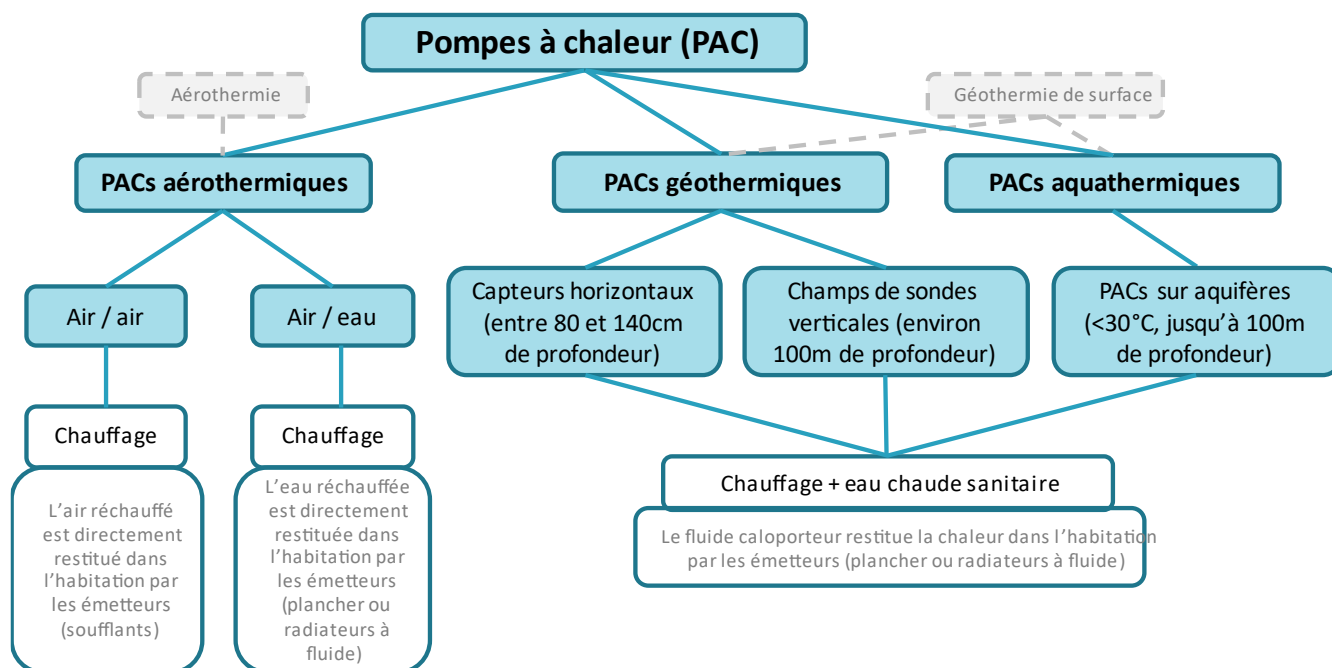 Pompes à chaleur (PAC)
Aérothermie
Géothermie de surface
PACs aérothermiques
PACs géothermiques
PACs aquathermiques
Air / air
Air / eau
Capteurs horizontaux
(entre 80 et 140cm
de profondeur)
Champs de sondes
verticales (environ
100m de profondeur)
PACs sur aquifères
(<30°C, jusqu’à 100m
de profondeur)
Chauffage
L’air réchauffé
est directement
restitué dans
l’habitation par
les émetteurs
(soufflants)
Chauffage
L’eau réchauffée
est directement
restituée dans
l’habitation par
les émetteurs
(plancher ou
radiateurs à
fluide)
Chauffage + eau chaude sanitaire
Le fluide caloporteur restitue la chaleur dans l’habitation
par les émetteurs (plancher ou radiateurs à fluide)